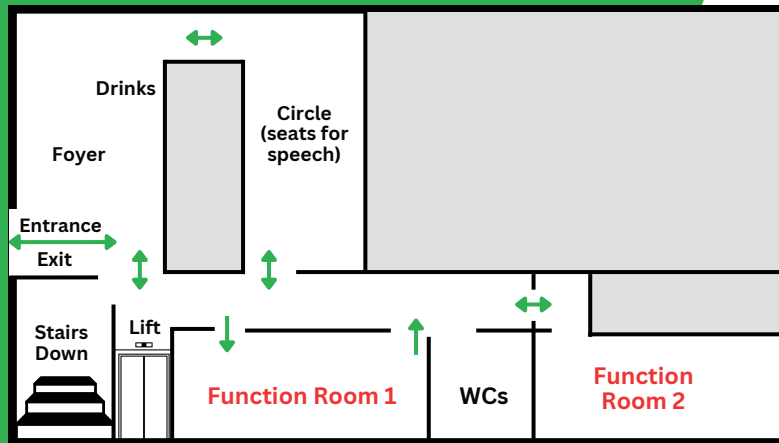 Drinks
Circle
(seats for
speech)
Foyer
Entrance
Exit
Stairs
Down
Lift
Function Room 1
WCs
Function
Room 2